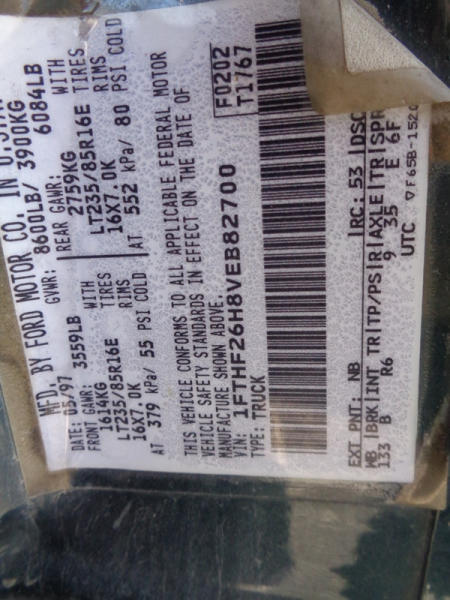 MFD. BY FORD MOTOR CO. IN U.S.A.
DATE: 05/97 GVWR: 8600LB/ 3900KG
FRONT GAWR: 3559LB REAR GAWR: 6084LB
1614KG WITH 2759KG WITH
LT235/85R16E TIRES LT235/85R16E TIRES
16X7.0K RIMS 16X7.0K RIMS
AT 379 kPa/ 55 PSI COLD AT 552 kPa/ 80 PSI COLD
THIS VEHICLE CONFORMS TO ALL APPLICABLE FEDERAL MOTOR
VEHICLE SAFETY STANDARDS IN EFFECT ON THE DATE OF
MANUFACTURE SHOWN ABOVE.
VIN: 1FTHF26H8VEB82700 F0202
TYPE: TRUCK T1767
EXT PNT: NB RC: 53 DSC
WB BRK INT TR TP/PS R AXLE TR SPR
133 B R6 9 35 E 6F
UTC ▽F65B-1520